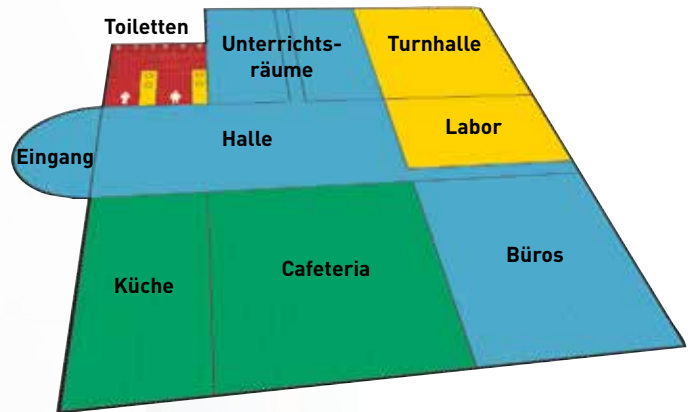 Toiletten
Unterrichts-
räume
Turnhalle
Labor
Halle
Eingang
Küche
Cafeteria
Büros